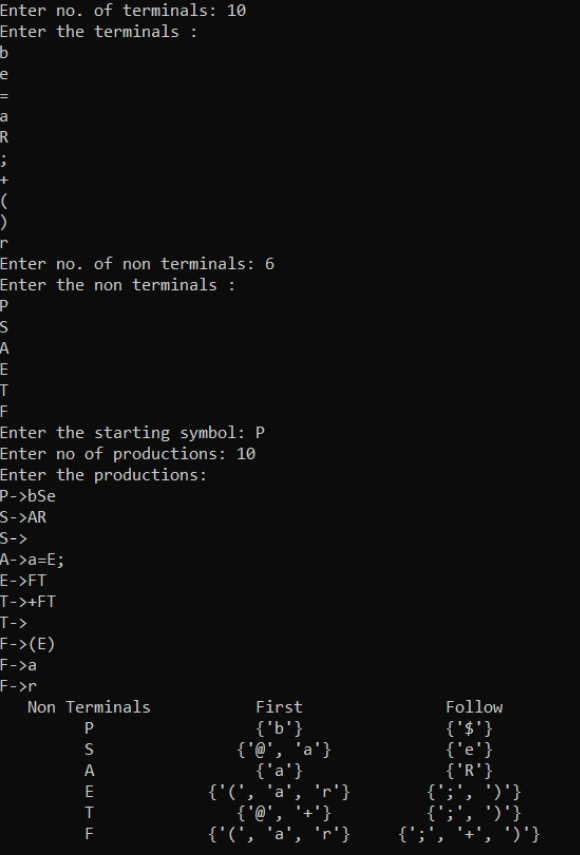 Enter no. of terminals: 10
Enter the terminals :
b
e
=
a
R
;
+
(
)
r
Enter no. of non terminals: 6
Enter the non terminals :
P
S
A
E
T
F
Enter the starting symbol: P
Enter no of productions: 10
Enter the productions:
P->bSe
S->AR
S->
A->a=E;
E->FT
T->+FT
T->
F->(E)
F->a
F->r
Non Terminals First Follow
P {'b'} {'$'}
S {'@', 'a'} {'e'}
A {'a'} {'R'}
E {'(', 'a', 'r'} {';', ')'}
T {'@', '+'} {';', ')'}
F {'(', 'a', 'r'} {';', '+', ')'}